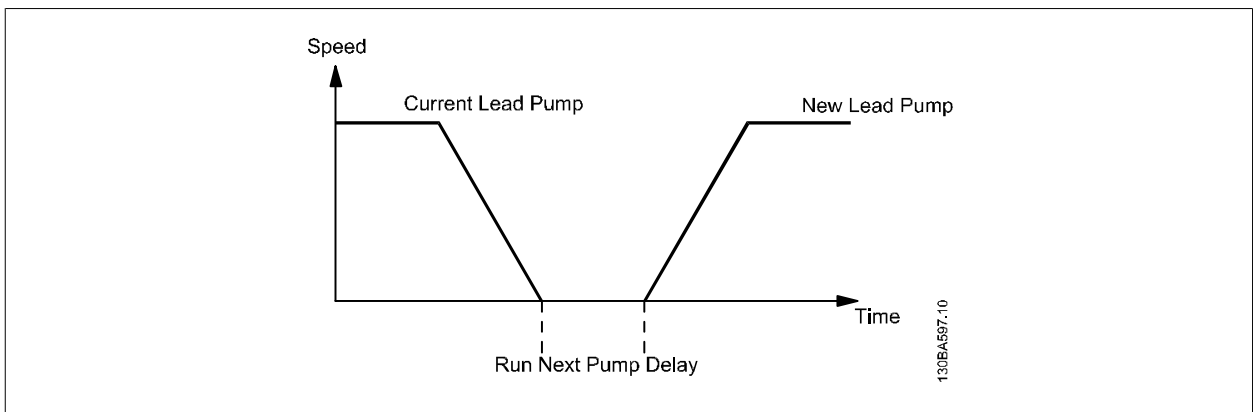 Speed
Current Lead Pump
New Lead Pump
Time
Run Next Pump Delay
130BA597.10